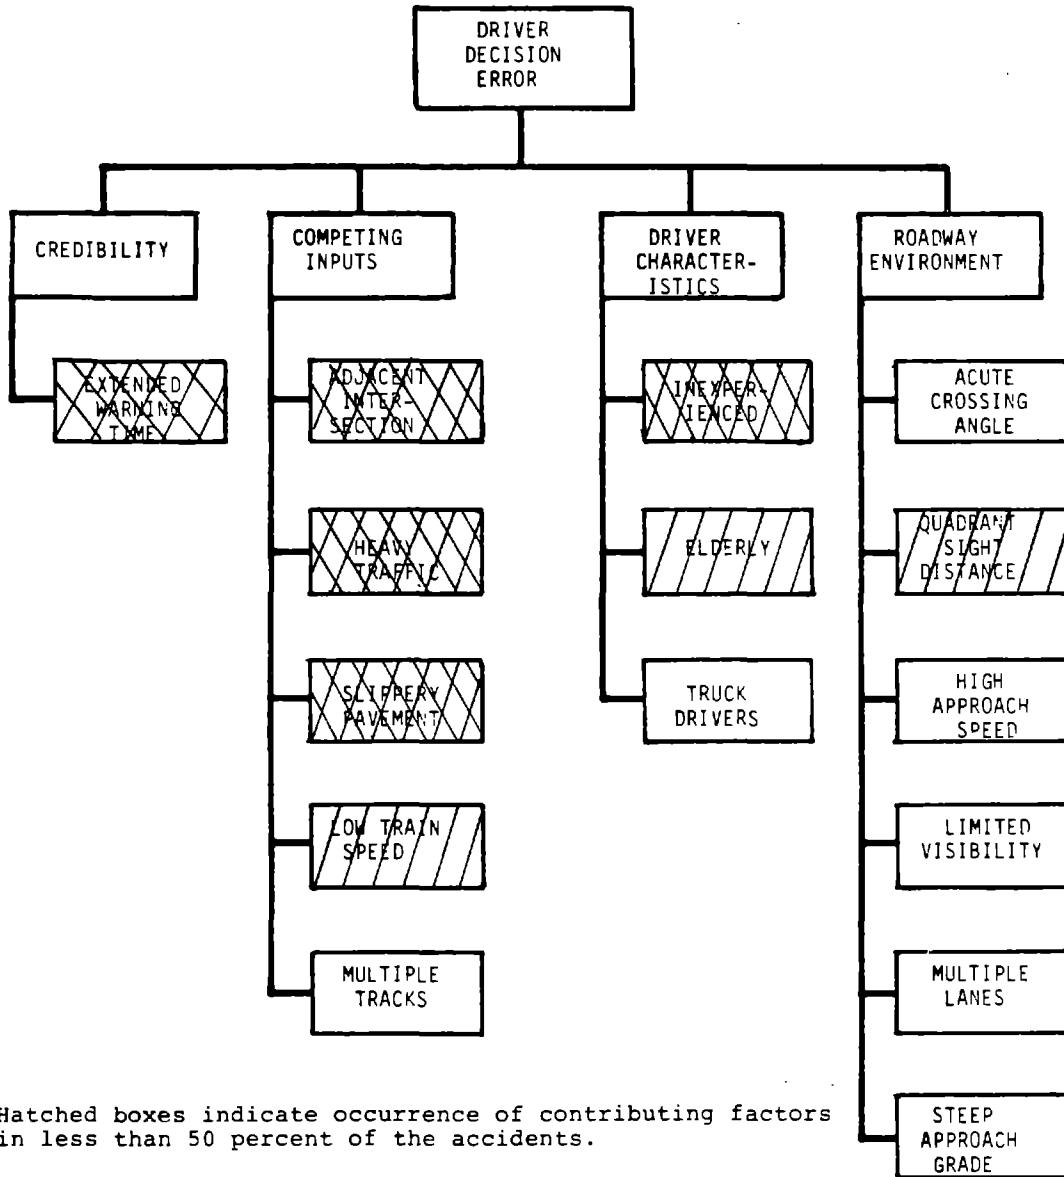 DRIVER
DECISION
ERROR
CREDIBILITY
COMPETING
INPUTS
DRIVER
CHARACTER-
ISTICS
ROADWAY
ENVIRONMENT
EXTENDED
WARNING
TIME
ADJACENT
INTER-
SECTION
HEAVY
TRAFFIC
SLIPPERY
PAVEMENT
LOW TRAIN
SPEED
MULTIPLE
TRACKS
INEXPER-
IENCED
ELDERLY
TRUCK
DRIVERS
ACUTE
CROSSING
ANGLE
QUADRANT
SIGHT
DISTANCE
HIGH
APPROACH
SPEED
LIMITED
VISIBILITY
MULTIPLE
LANES
STEEP
APPROACH
GRADE
Hatched boxes indicate occurrence of contributing factors
in less than 50 percent of the accidents.